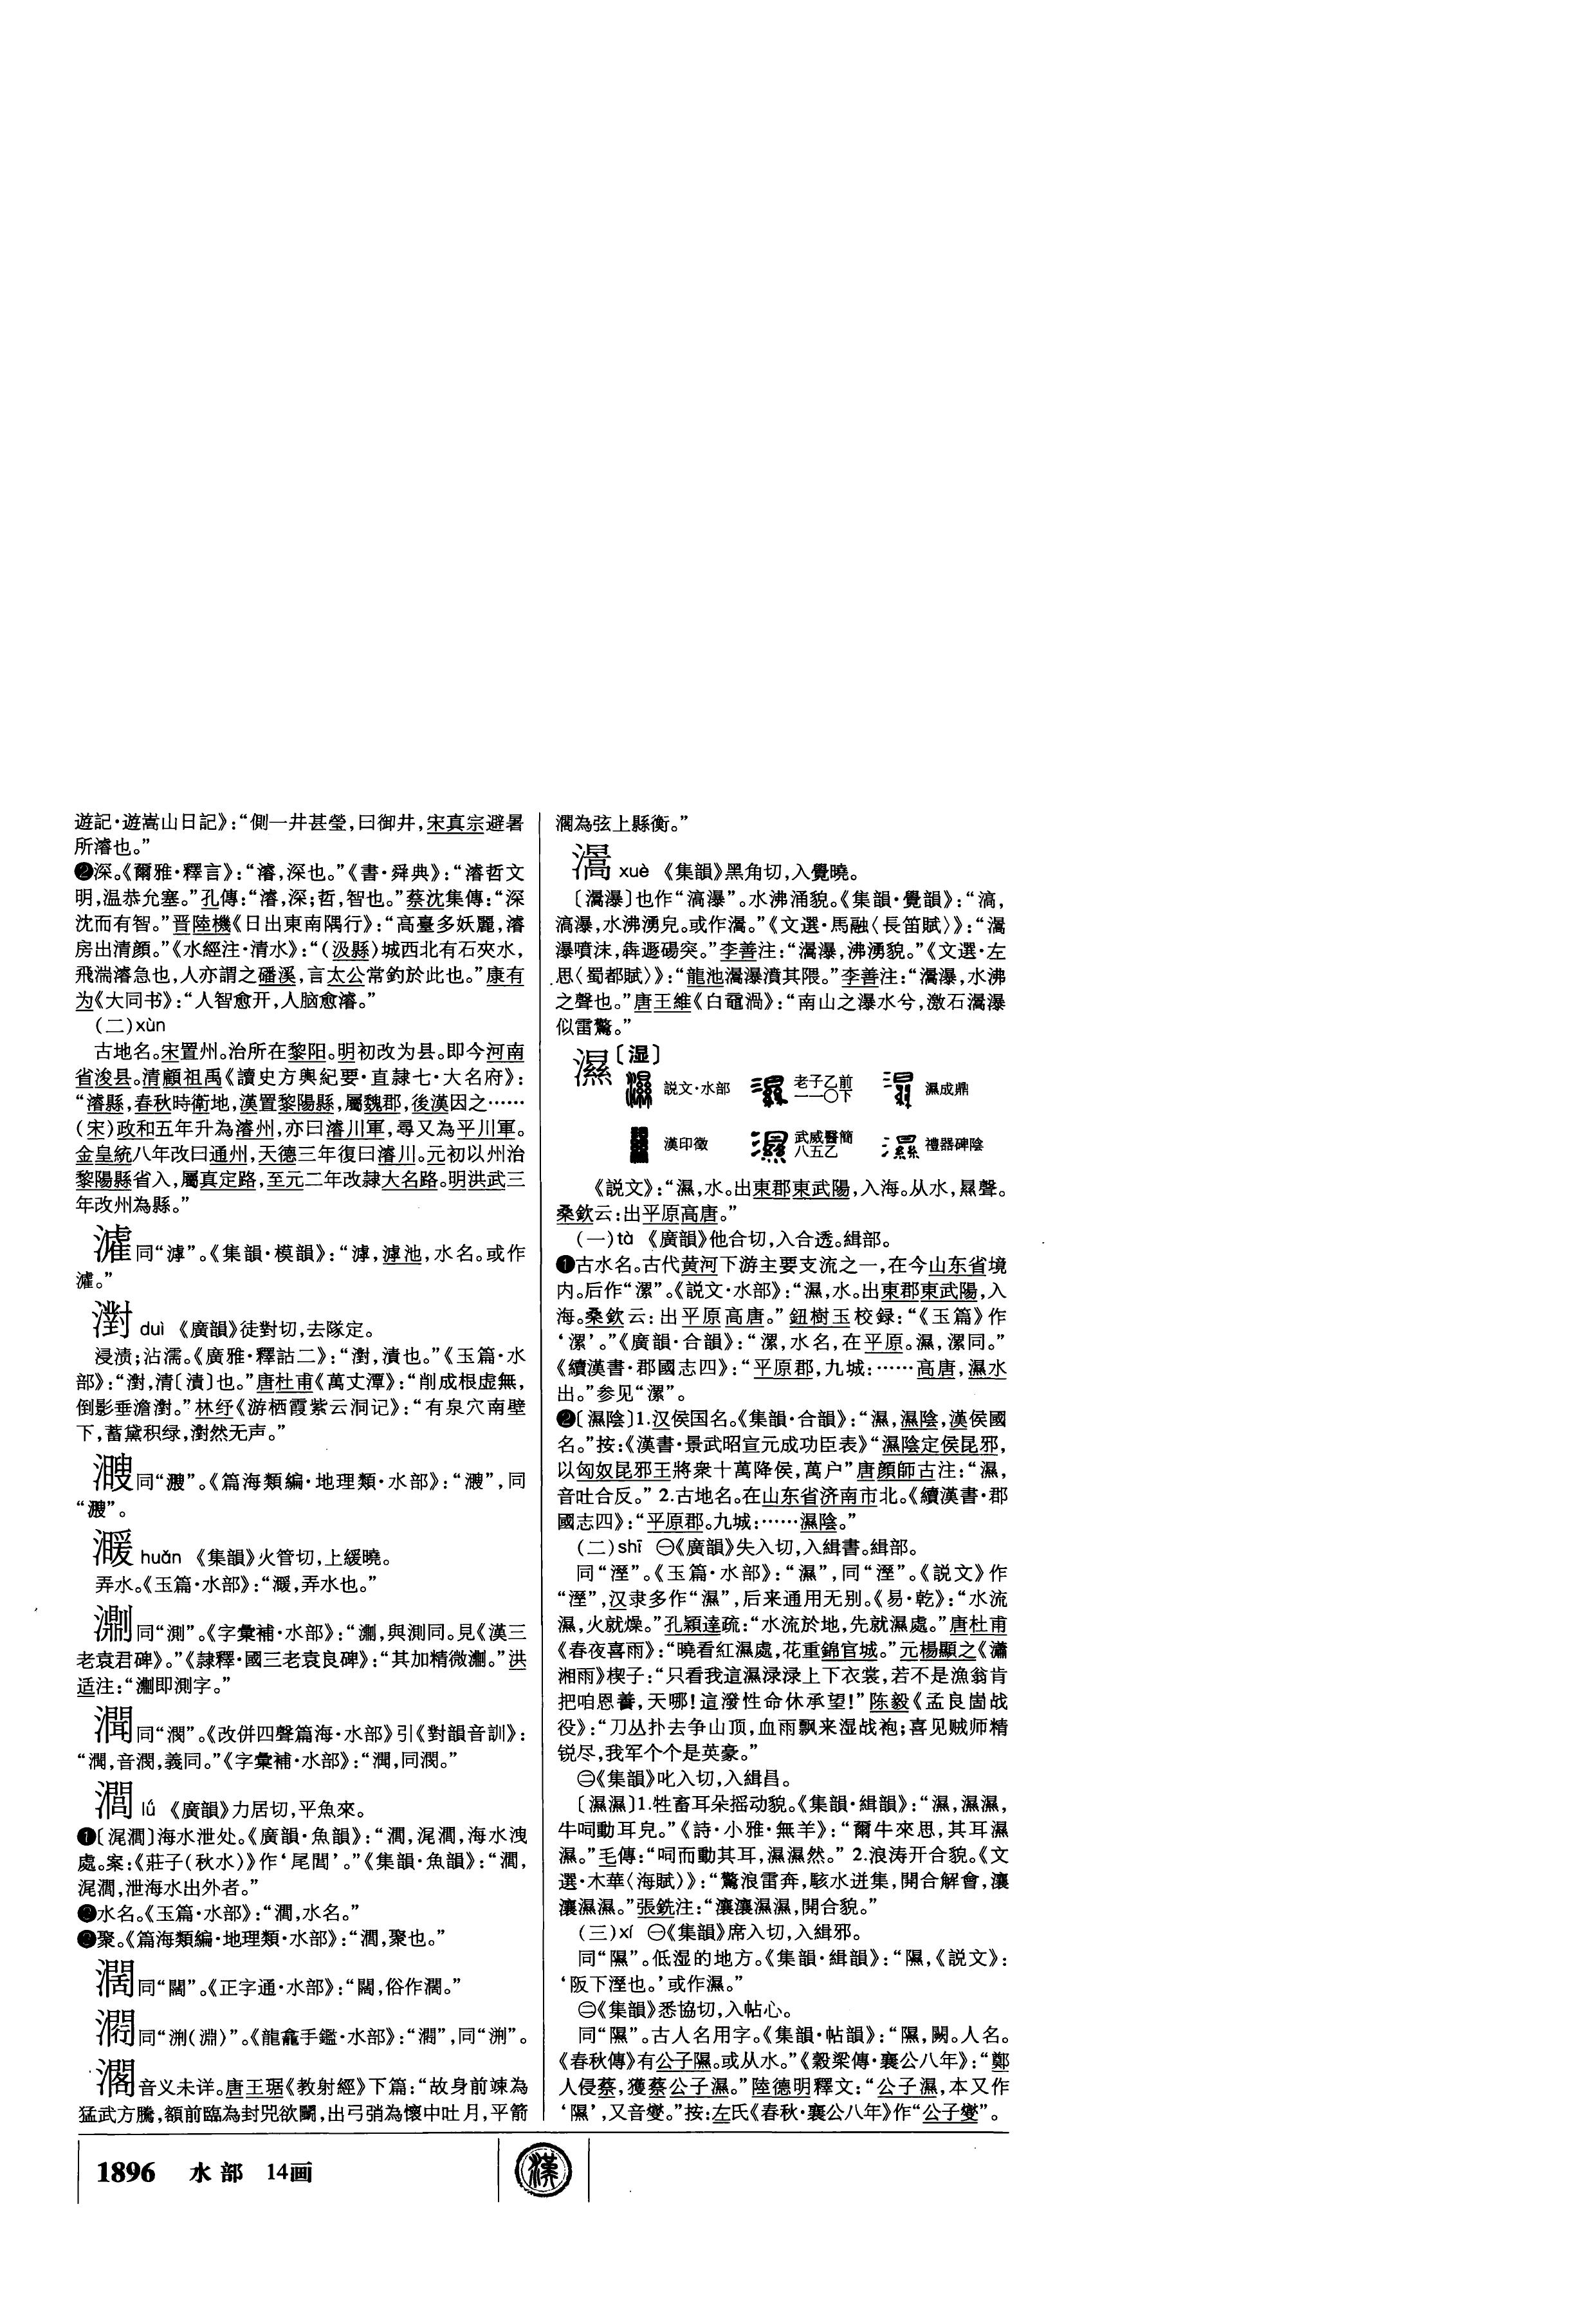 遊記·遊嵩山日記》：“側一井甚瑩，曰御井，宋真宗避暑
所濬也。”
❷深。《爾雅·釋言》：“濬，深也。”《書·舜典》：“濬哲文
明，温恭允塞。”孔傳：“濬，深；哲，智也。”蔡沈集傳：“深
沈而有智。”晋陸機《日出東南隅行》：“高臺多妖麗，濬
房出清顔。”《水經注·清水》：“（汲縣）城西北有石夾水，
飛湍濬急也，人亦謂之磻溪，言太公常釣於此也。”康有
为《大同书》：“人智愈开，人脑愈濬。”
（二）xùn
古地名。宋置州。治所在黎阳。明初改为县。即今河南
省浚县。清顧祖禹《讀史方輿紀要·直隷七·大名府》：
“濬縣，春秋時衛地，漢置黎陽縣，屬魏郡，後漢因之……
（宋）政和五年升為濬州，亦曰濬川軍，尋又為平川軍。
金皇統八年改曰通州，天德三年復曰濬川。元初以州治
黎陽縣省入，屬真定路，至元二年改隷大名路。明洪武三
年改州為縣。”
同“滹”。《集韻·模韻》：“滹，滹池，水名。或作
。”
濧 duì 《廣韻》徒對切，去隊定。
浸渍；沾濡。《廣雅·釋詁二》：“濧，漬也。”《玉篇·水
部》：“濧，清〔漬〕也。”唐杜甫《萬丈潭》：“削成根虚無，
倒影垂澹濧。”林纾《游栖霞紫云洞记》：“有泉穴南壁
下，蓄黛积绿，濧然无声。”
同“”。《篇海類編·地理類·水部》：“”，同
“”。
huǎn 《集韻》火管切，上緩曉。
弄水。《玉篇·水部》：“，弄水也。”
同“測”。《字彙補·水部》：“，與測同。見《漢三
老袁君碑》。”《隷釋·國三老袁良碑》：“其加精微。”洪
适注：“即測字。”
同“潤”。《改併四聲篇海·水部》引《對韻音訓》：
“，音潤，義同。”《字彙補·水部》：“，同潤。”
lǘ 《廣韻》力居切，平魚來。
❶〔浘〕海水泄处。《廣韻·魚韻》：“，浘，海水洩
處。案：《莊子（秋水）》作‘尾閭’。”《集韻·魚韻》：“，
浘，泄海水出外者。”
❷水名。《玉篇·水部》：“，水名。”
❸聚。《篇海類編·地理類·水部》：“，聚也。”
濶同“闊”。《正字通·水部》：“闊，俗作濶。”
同“渊（淵）”。《龍龕手鑑·水部》：“”，同“”。
音义未详。唐王琚《教射經》下篇：“故身前竦為
猛武方騰，額前臨為封兕欲鬭，出弓弰為懷中吐月，平箭
為弦上縣衡。”
xuè 《集韻》黑角切，入覺曉。
〔瀑〕也作“滈瀑”。水沸涌貌。《集韻·覺韻》：“滈，
滈瀑，水沸湧皃。或作。”《文選·馬融〈長笛賦〉》：“
瀑噴沫，犇遯碭突。”李善注：“瀑，沸湧貌。”《文選·左
思〈蜀都賦〉》：“龍池瀑濆其隈。”李善注：“瀑，水沸
之聲也。”唐王維《白黿渦》：“南山之瀑水兮，激石瀑
似雷驚。”
濕〔湿〕
説文·水部 老子乙前一一〇下 濕成鼎
漢印徵 武威醫簡八五乙 禮器碑陰
《説文》：“濕，水。出東郡東武陽，入海。从水，㬎聲。
桑欽云：出平原高唐。”
（一）tà 《廣韻》他合切，入合透。緝部。
❶古水名。古代黄河下游主要支流之一，在今山东省境
内。后作“漯”。《説文·水部》：“濕，水。出東郡東武陽，入
海。桑欽云：出平原高唐。”鈕樹玉校録：“《玉篇》作
‘漯’。”《廣韻·合韻》：“漯，水名，在平原。濕，漯同。”
《續漢書·郡國志四》：“平原郡，九城：……高唐，濕水
出。”参见“漯”。
❷〔濕陰〕1.汉侯国名。《集韻·合韻》：“濕，濕陰，漢侯國
名。”按：《漢書·景武昭宣元成功臣表》“濕陰定侯昆邪，
以匈奴昆邪王將衆十萬降侯，萬户”唐顔師古注：“濕，
音吐合反。” 2.古地名。在山东省济南市北。《續漢書·郡
國志四》：“平原郡。九城：……濕陰。”
（二）shī ㊀《廣韻》失入切，入緝書。緝部。
同“溼”。《玉篇·水部》：“濕”，同“溼”。《説文》作
“溼”，汉隶多作“濕”，后来通用无别。《易·乾》：“水流
濕，火就燥。”孔穎達疏：“水流於地，先就濕處。”唐杜甫
《春夜喜雨》：“曉看紅濕處，花重錦官城。”元楊顯之《瀟
湘雨》楔子：“只看我這濕渌渌上下衣裳，若不是漁翁肯
把咱恩養，天哪！這潑性命休承望！”陈毅《孟良崮战
役》：“刀丛扑去争山顶，血雨飘来湿战袍；喜见贼师精
锐尽，我军个个是英豪。”
㊁《集韻》叱入切，入緝昌。
〔濕濕〕1.牲畜耳朵摇动貌。《集韻·緝韻》：“濕，濕濕，
牛呞動耳皃。”《詩·小雅·無羊》：“爾牛來思，其耳濕
濕。”毛傳：“呞而動其耳，濕濕然。” 2.浪涛开合貌。《文
選·木華〈海賦〉》：“驚浪雷奔，駭水迸集，開合解會，瀼
瀼濕濕。”張銑注：“瀼瀼濕濕，開合貌。”
（三）xí ㊀《集韻》席入切，入緝邪。
同“隰”。低湿的地方。《集韻·緝韻》：“隰，《説文》：
‘阪下溼也。’或作濕。”
㊁《集韻》悉協切，入帖心。
同“隰”。古人名用字。《集韻·帖韻》：“隰，闕。人名。
《春秋傳》有公子隰。或从水。”《穀梁傳·襄公八年》：“鄭
人侵蔡，獲蔡公子濕。”陸德明釋文：“公子濕，本又作
‘隰’，又音燮。”按：左氏《春秋·襄公八年》作“公子燮”。
1896 水部 14画
漢